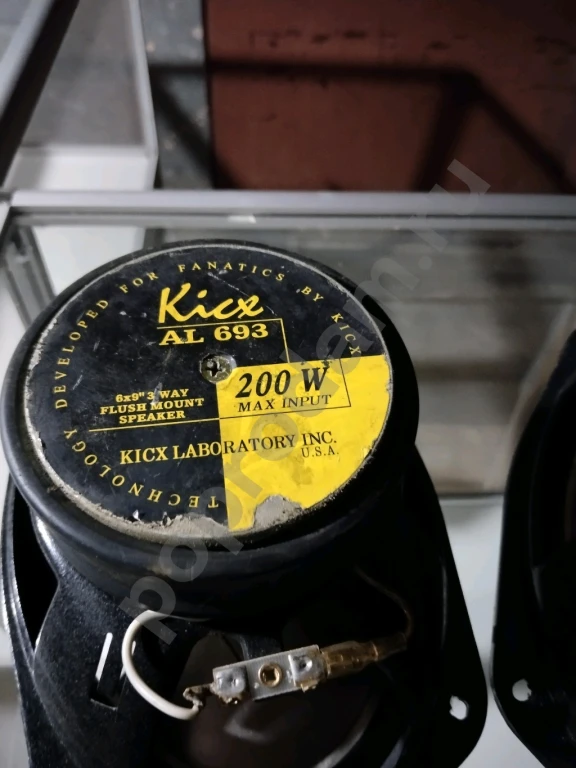 TECHNOLOGY DEVELOPED FOR FANATICS BY KICX
Kicx
AL 693
6x9" 3 WAY
FLUSH MOUNT
SPEAKER
200 W
MAX INPUT
KICX LABORATORY INC.
U.S.A.